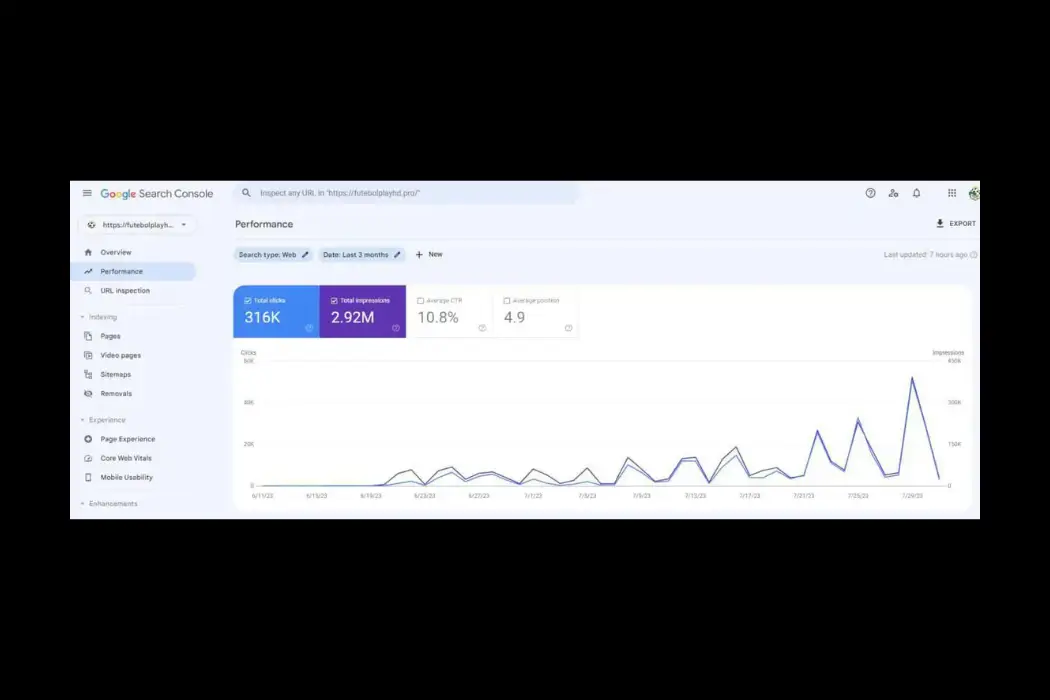 Google Search Console
Inspect any URL in "https://futebolplayhd.pro/"
https://futebolplayh...
Performance
EXPORT
Search type: Web
Date: Last 3 months
+ New
Last updated: 7 hours ago
Overview
Performance
URL inspection
Indexing
Pages
Video pages
Sitemaps
Removals
Experience
Page Experience
Core Web Vitals
Mobile Usability
Enhancements
Total clicks
316K
Total impressions
2.92M
Average CTR
10.8%
Average position
4.9
Clicks
60K
40K
20K
0
Impressions
450K
300K
150K
0
6/11/23
6/15/23
6/19/23
6/23/23
6/27/23
7/1/23
7/5/23
7/9/23
7/13/23
7/17/23
7/21/23
7/25/23
7/29/23